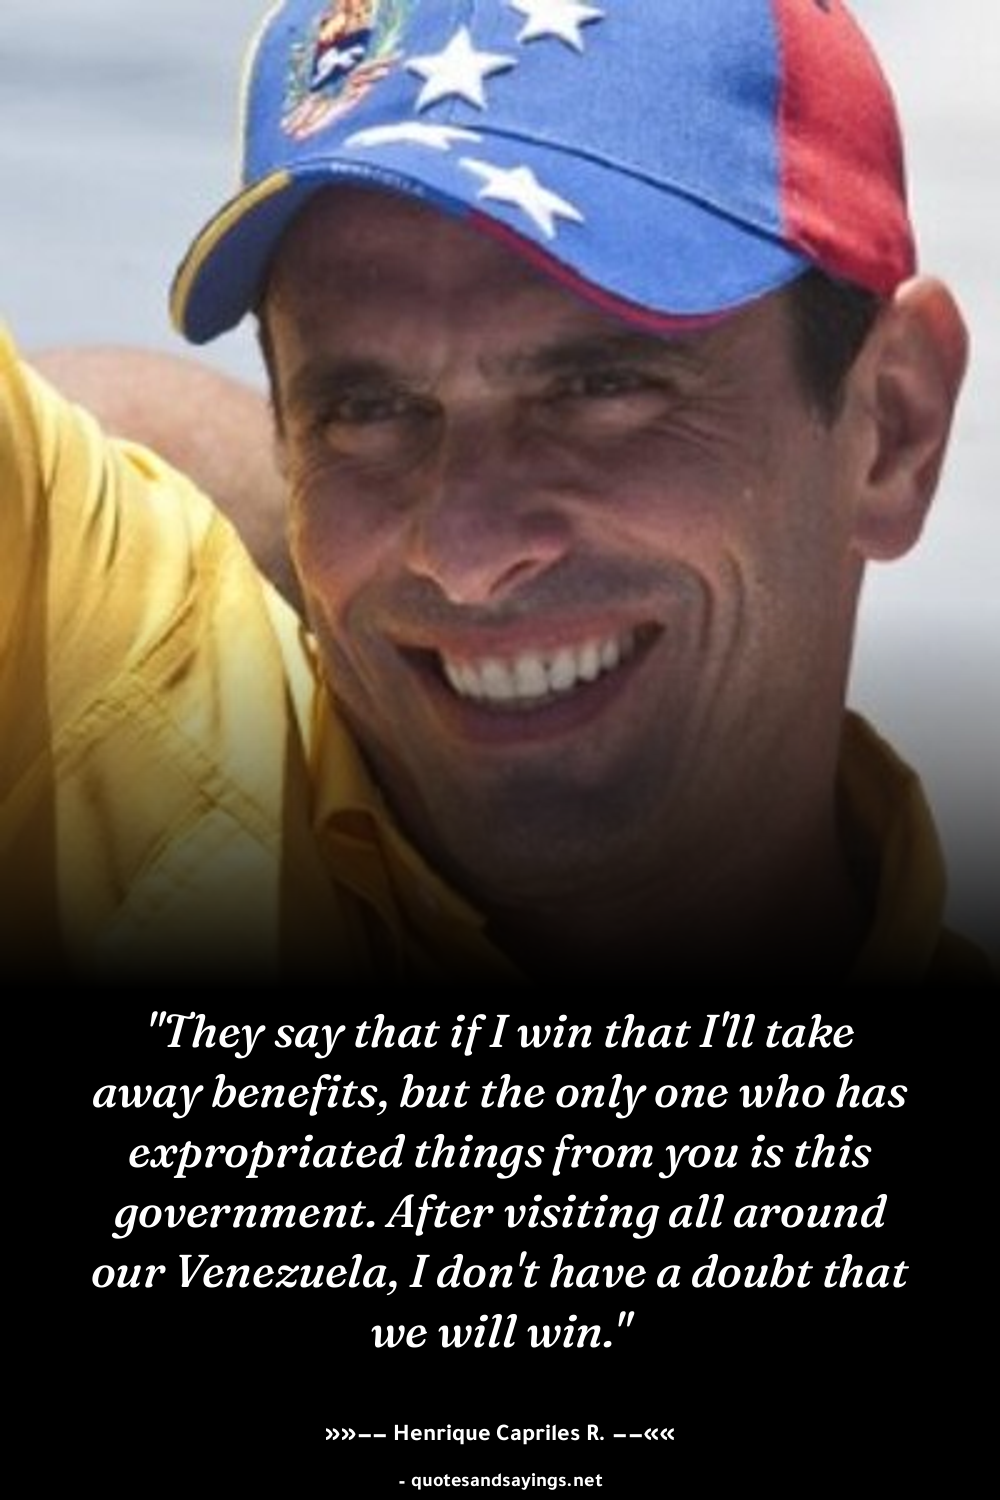 "They say that if I win that I'll take
away benefits, but the only one who has
expropriated things from you is this
government. After visiting all around
our Venezuela, I don't have a doubt that
we will win."
»»−− Henrique Capriles R. −−««
- quotesandsayings.net